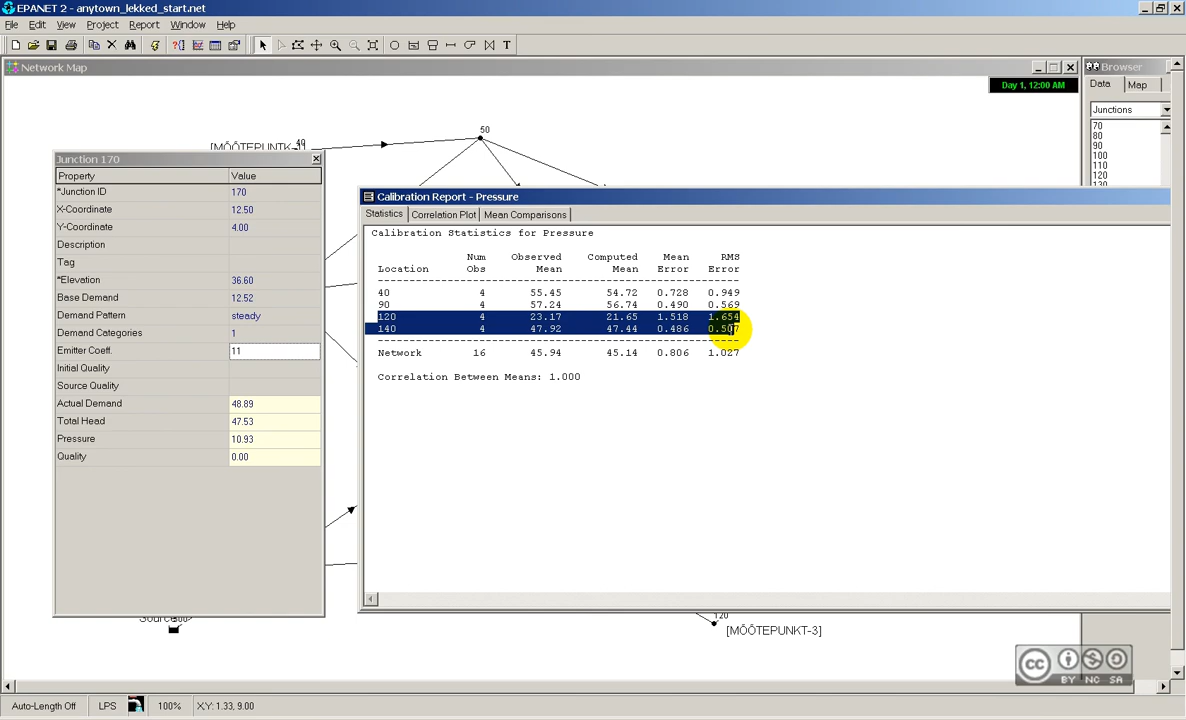 EPANET 2 - anytown_lekked_start.net
File Edit View Project Report Window Help
T
Network Map
Browser
Day 1, 12:00 AM
Data Map
Junctions
70
80
90
100
110
120
130
50
40
Junction 170
Property Value
*Junction ID 170
X-Coordinate 12.50
Y-Coordinate 4.00
Description
Tag
*Elevation 36.60
Base Demand 12.52
Demand Pattern steady
Demand Categories 1
Emitter Coeff. 11
Initial Quality
Source Quality
Actual Demand 48.89
Total Head 47.53
Pressure 10.93
Quality 0.00
Calibration Report - Pressure
Statistics Correlation Plot Mean Comparisons
Calibration Statistics for Pressure
Num Observed Computed Mean RMS
Location Obs Mean Mean Error Error
40 4 55.45 54.72 0.728 0.949
90 4 57.24 56.74 0.490 0.569
120 4 23.17 21.65 1.518 1.654
140 4 47.92 47.44 0.486 0.507
Network 16 45.94 45.14 0.806 1.027
Correlation Between Means: 1.000
120
[MÕÕTEPUNKT-3]
cc
BY NC SA
Auto-Length Off LPS 100% X,Y: 1.33, 9.00